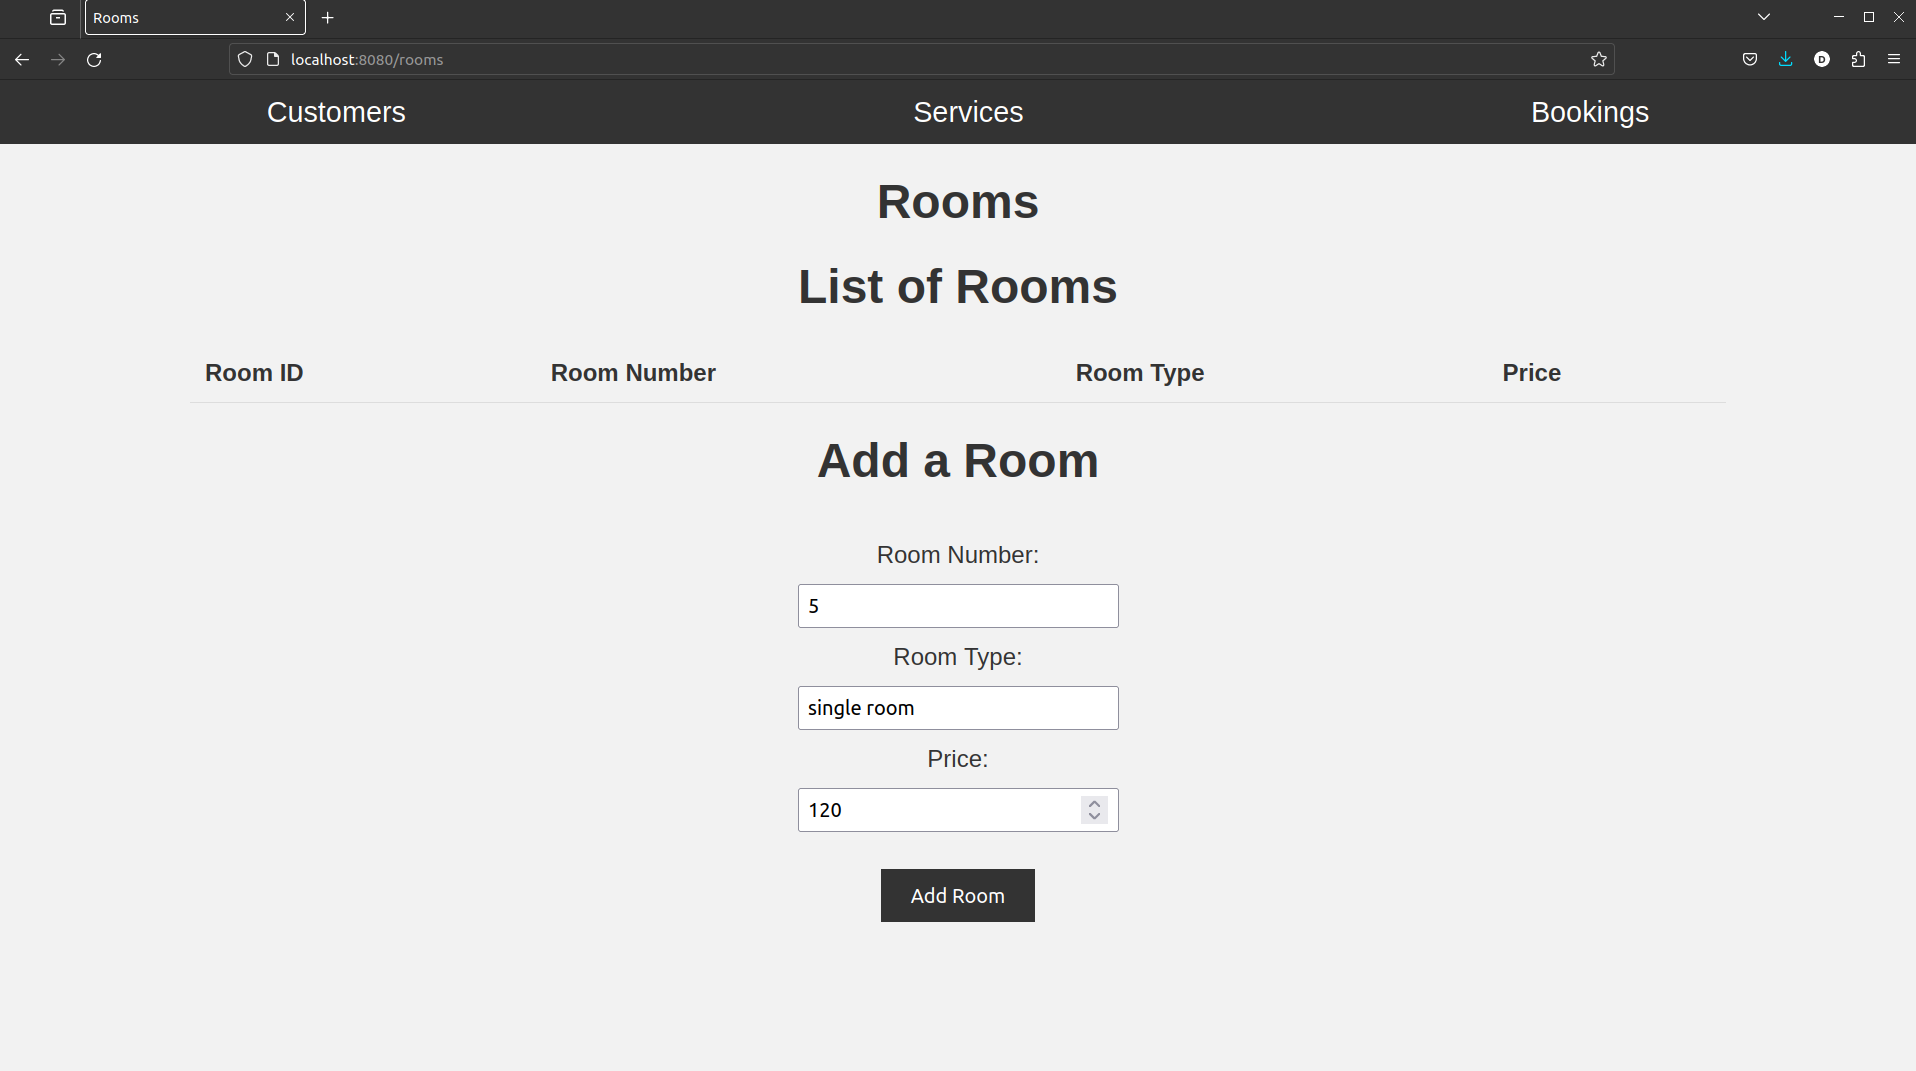 Rooms
localhost:8080/rooms
D
Customers Services Bookings
Rooms
List of Rooms
Room ID Room Number Room Type Price
Add a Room
Room Number:
5
Room Type:
single room
Price:
120
Add Room